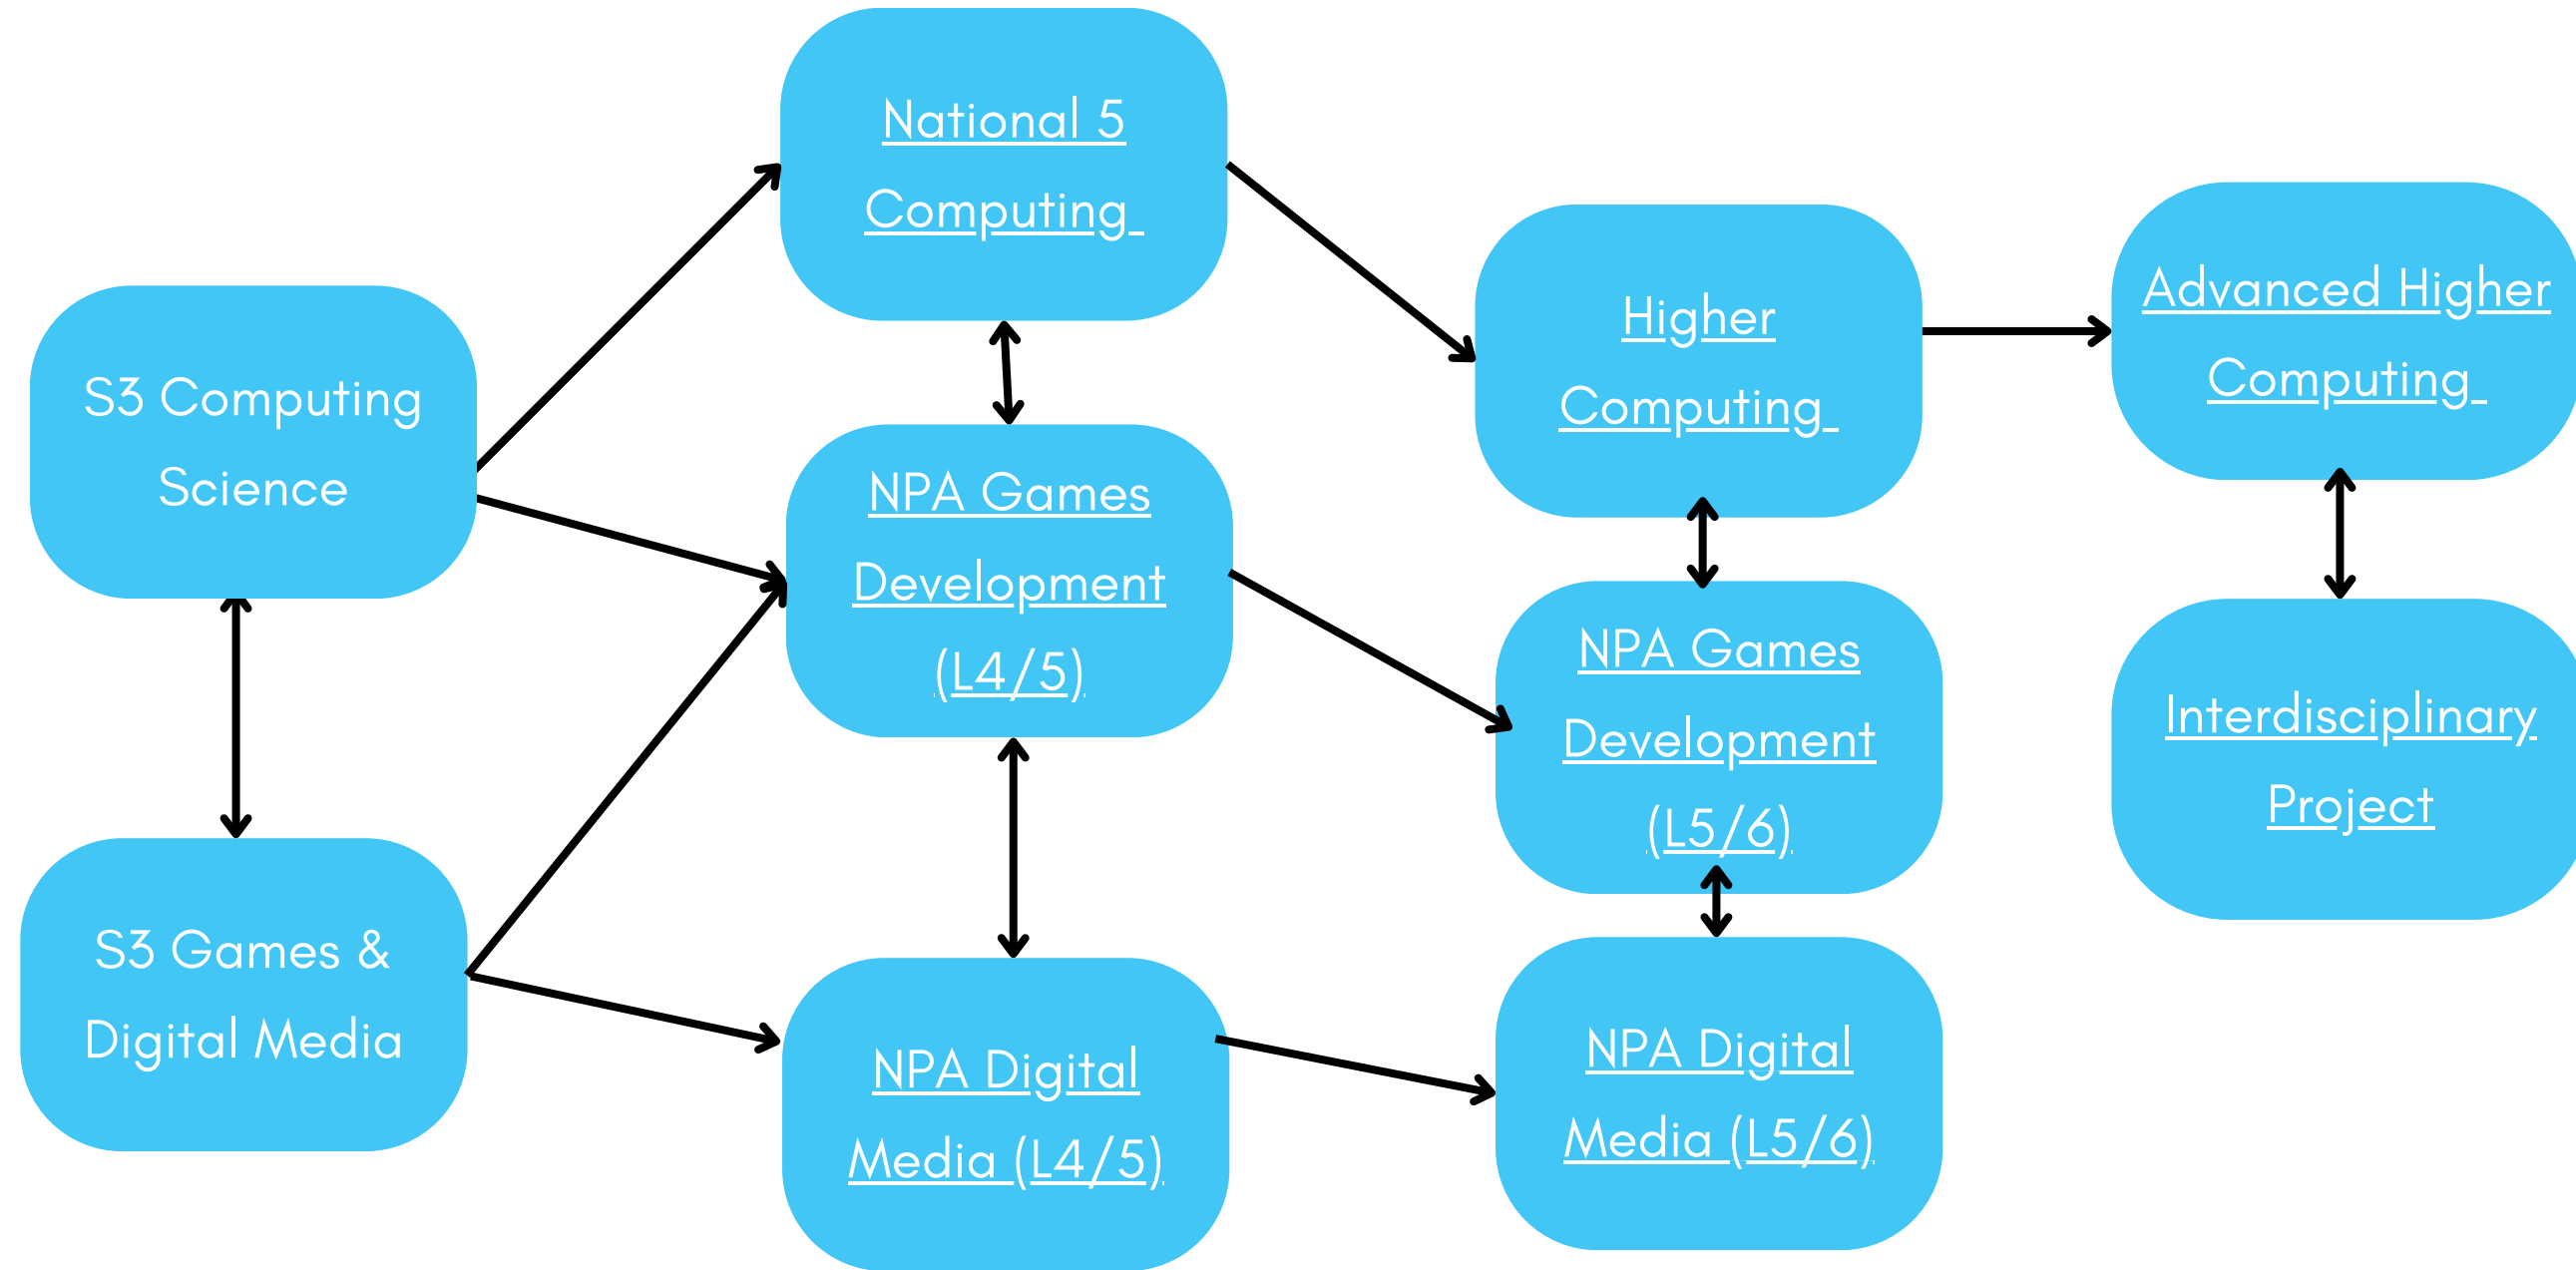 S3 Computing
Science
S3 Games &
Digital Media
National 5
Computing
NPA Games
Development
(L4/5)
NPA Digital
Media (L4/5)
Higher
Computing
NPA Games
Development
(L5/6)
NPA Digital
Media (L5/6)
Advanced Higher
Computing
Interdisciplinary
Project